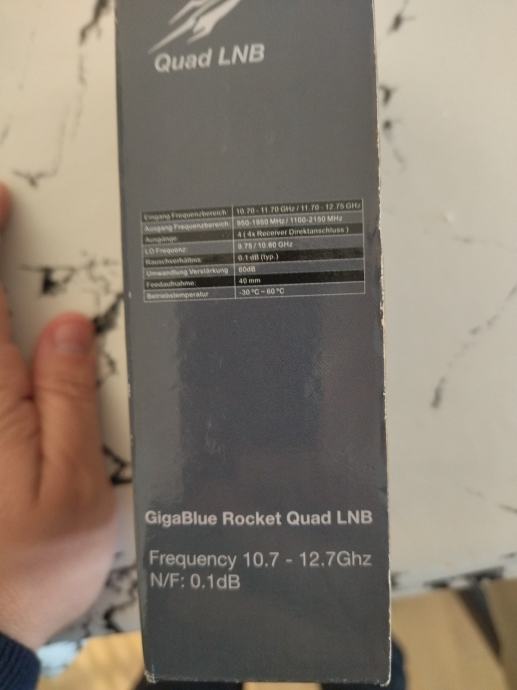 Quad LNB
Eingang Frequenzbereich 10.70 - 11.70 GHz / 11.70 - 12.75 GHz
Ausgang Frequenzbereich 950-1950 MHz / 1100-2150 MHz
Ausgänge: 4 ( 4x Receiver Direktanschluss )
LO Frequenz: 9.75 / 10.60 GHz
Rauschverhältnis: 0.1 dB (typ.)
Umwandlung Verstärkung 60dB
Feedaufnahme: 40 mm
Betriebstemperatur -30 °C ~ 60 °C
GigaBlue Rocket Quad LNB
Frequency 10.7 - 12.7Ghz
N/F: 0.1dB